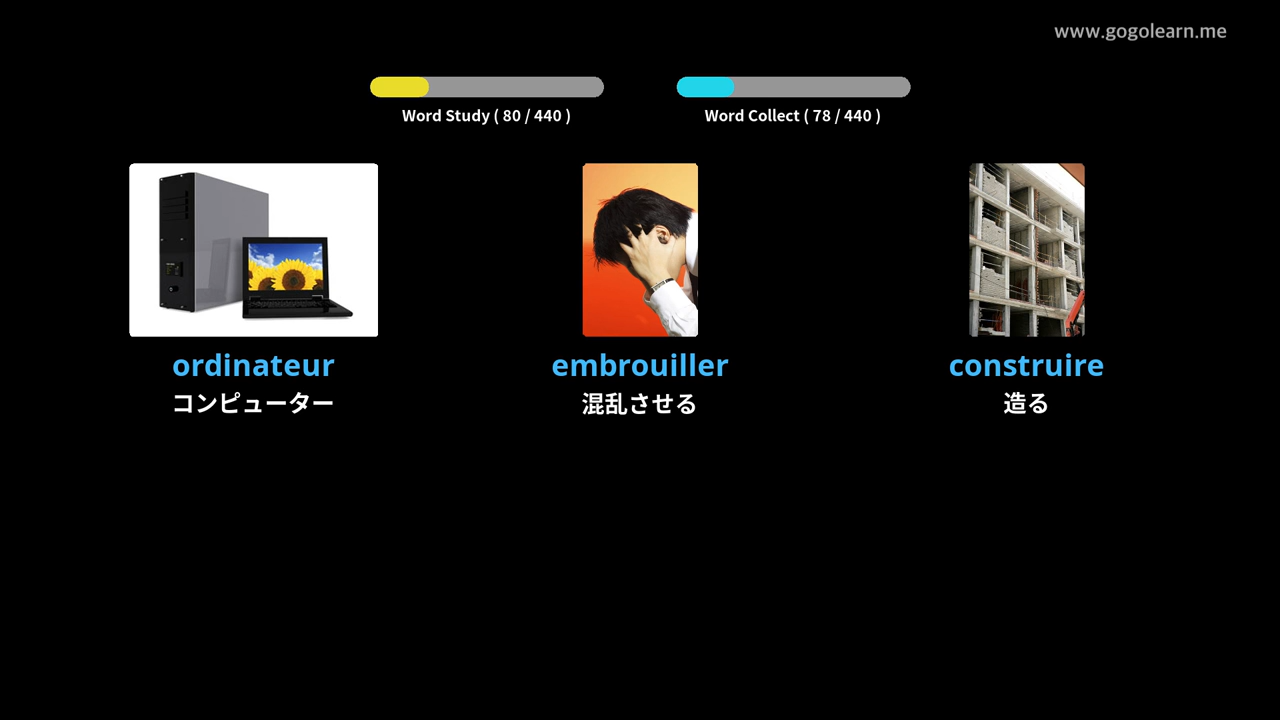 www.gogolearn.me
Word Study ( 80 / 440 )
Word Collect ( 78 / 440 )
ordinateur
embrouiller
construire
コンピューター
混乱させる
造る